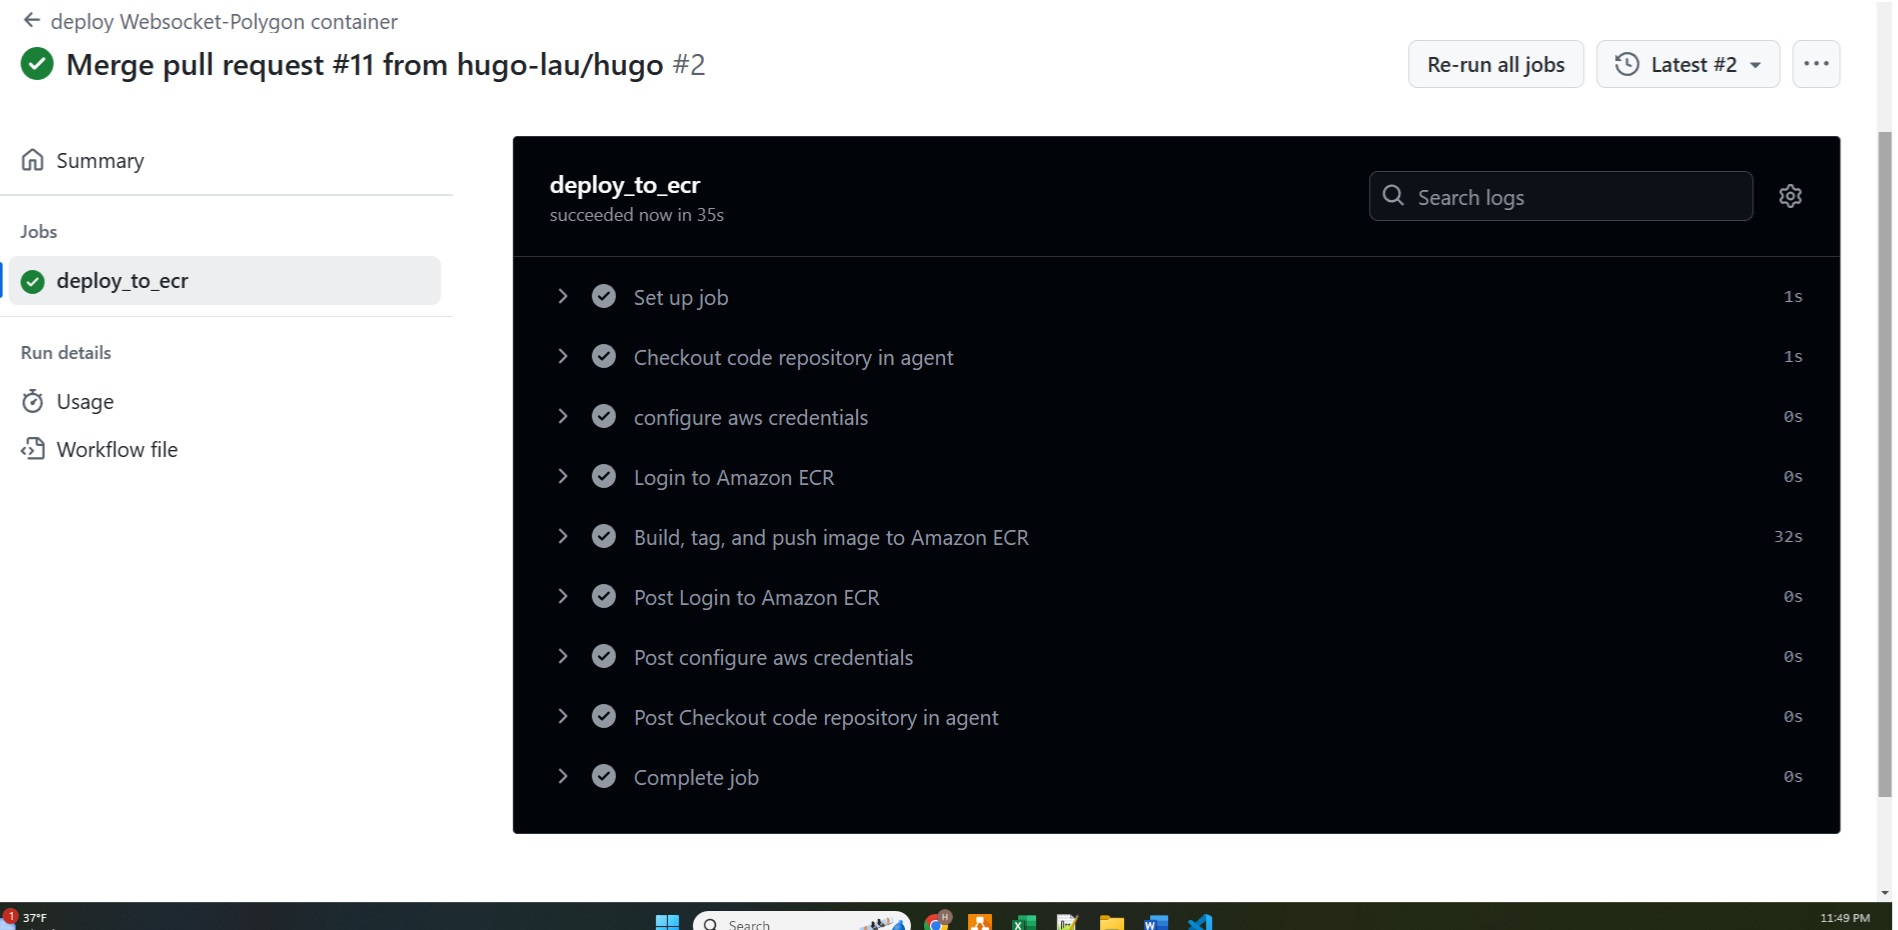 deploy Websocket-Polygon container
Merge pull request #11 from hugo-lau/hugo #2
Re-run all jobs
Latest #2
Summary
Jobs
deploy_to_ecr
Run details
Usage
Workflow file
deploy_to_ecr
succeeded now in 35s
Search logs
Set up job 1s
Checkout code repository in agent 1s
configure aws credentials 0s
Login to Amazon ECR 0s
Build, tag, and push image to Amazon ECR 32s
Post Login to Amazon ECR 0s
Post configure aws credentials 0s
Post Checkout code repository in agent 0s
Complete job 0s
1
37°F
Search
H
11:49 PM